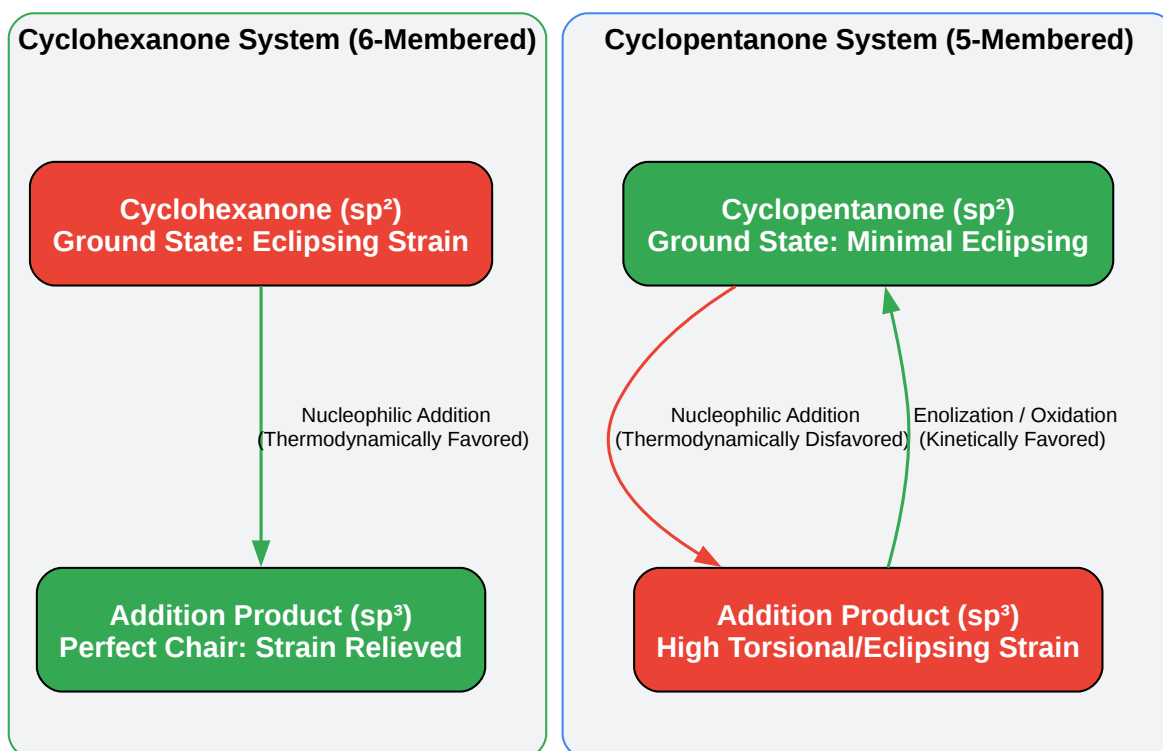 Cyclohexanone System (6-Membered)
Cyclohexanone (sp²)
Ground State: Eclipsing Strain
Nucleophilic Addition
(Thermodynamically Favored)
Addition Product (sp³)
Perfect Chair: Strain Relieved
Cyclopentanone System (5-Membered)
Cyclopentanone (sp²)
Ground State: Minimal Eclipsing
Nucleophilic Addition
(Thermodynamically Disfavored)
Enolization / Oxidation
(Kinetically Favored)
Addition Product (sp³)
High Torsional/Eclipsing Strain